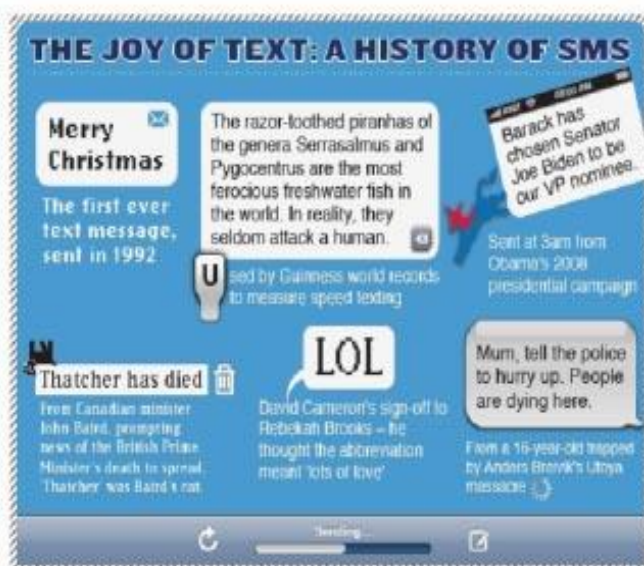 THE JOY OF TEXT: A HISTORY OF SMS
Merry
Christmas
The first ever
text message,
sent in 1992
The razor-toothed piranhas of
the genera Serrasalmus and
Pygocentrus are the most
ferocious freshwater fish in
the world. In reality, they
seldom attack a human.
Used by Guinness world records
to measure speed texting
Barack has
chosen Senator
Joe Biden to be
our VP nominee.
Sent at 3am from
Obama's 2008
presidential campaign
Thatcher has died
From Canadian minister
John Baird, prompting
news of the British Prime
Minister's death to spread.
Thatcher was Baird's cat.
LOL
David Cameron's sign-off to
Rebekah Brooks – he
thought the abbreviation
meant 'lots of love'
Mum, tell the police
to hurry up. People
are dying here.
From a 16-year-old trapped
by Anders Breivik's Utoya
massacre
Sending...